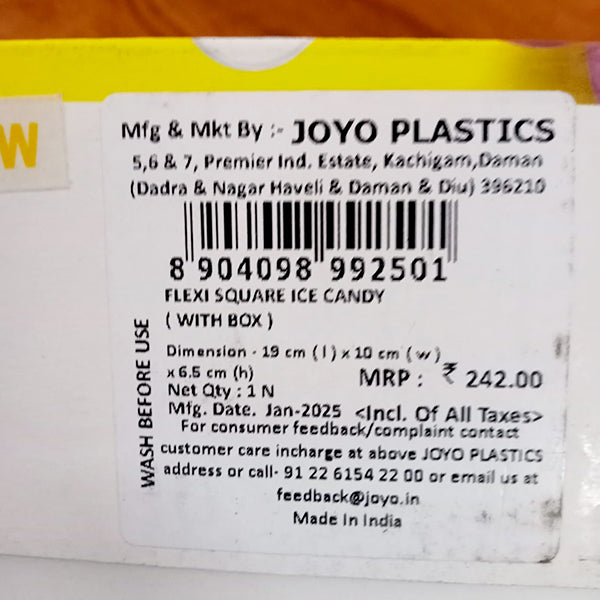 W
Mfg & Mkt By :- JOYO PLASTICS
5,6 & 7, Premier Ind. Estate, Kachigam,Daman
(Dadra & Nagar Haveli & Daman & Diu) 396210
8 904098 992501
FLEXI SQUARE ICE CANDY
( WITH BOX )
WASH BEFORE USE
Dimension - 19 cm ( l ) x 10 cm ( w )
x 6.5 cm (h)
MRP : ₹ 242.00
Net Qty : 1 N
Mfg. Date. Jan-2025 <Incl. Of All Taxes>
For consumer feedback/complaint contact
customer care incharge at above JOYO PLASTICS
address or call- 91 22 6154 22 00 or email us at
feedback@joyo.in
Made In India